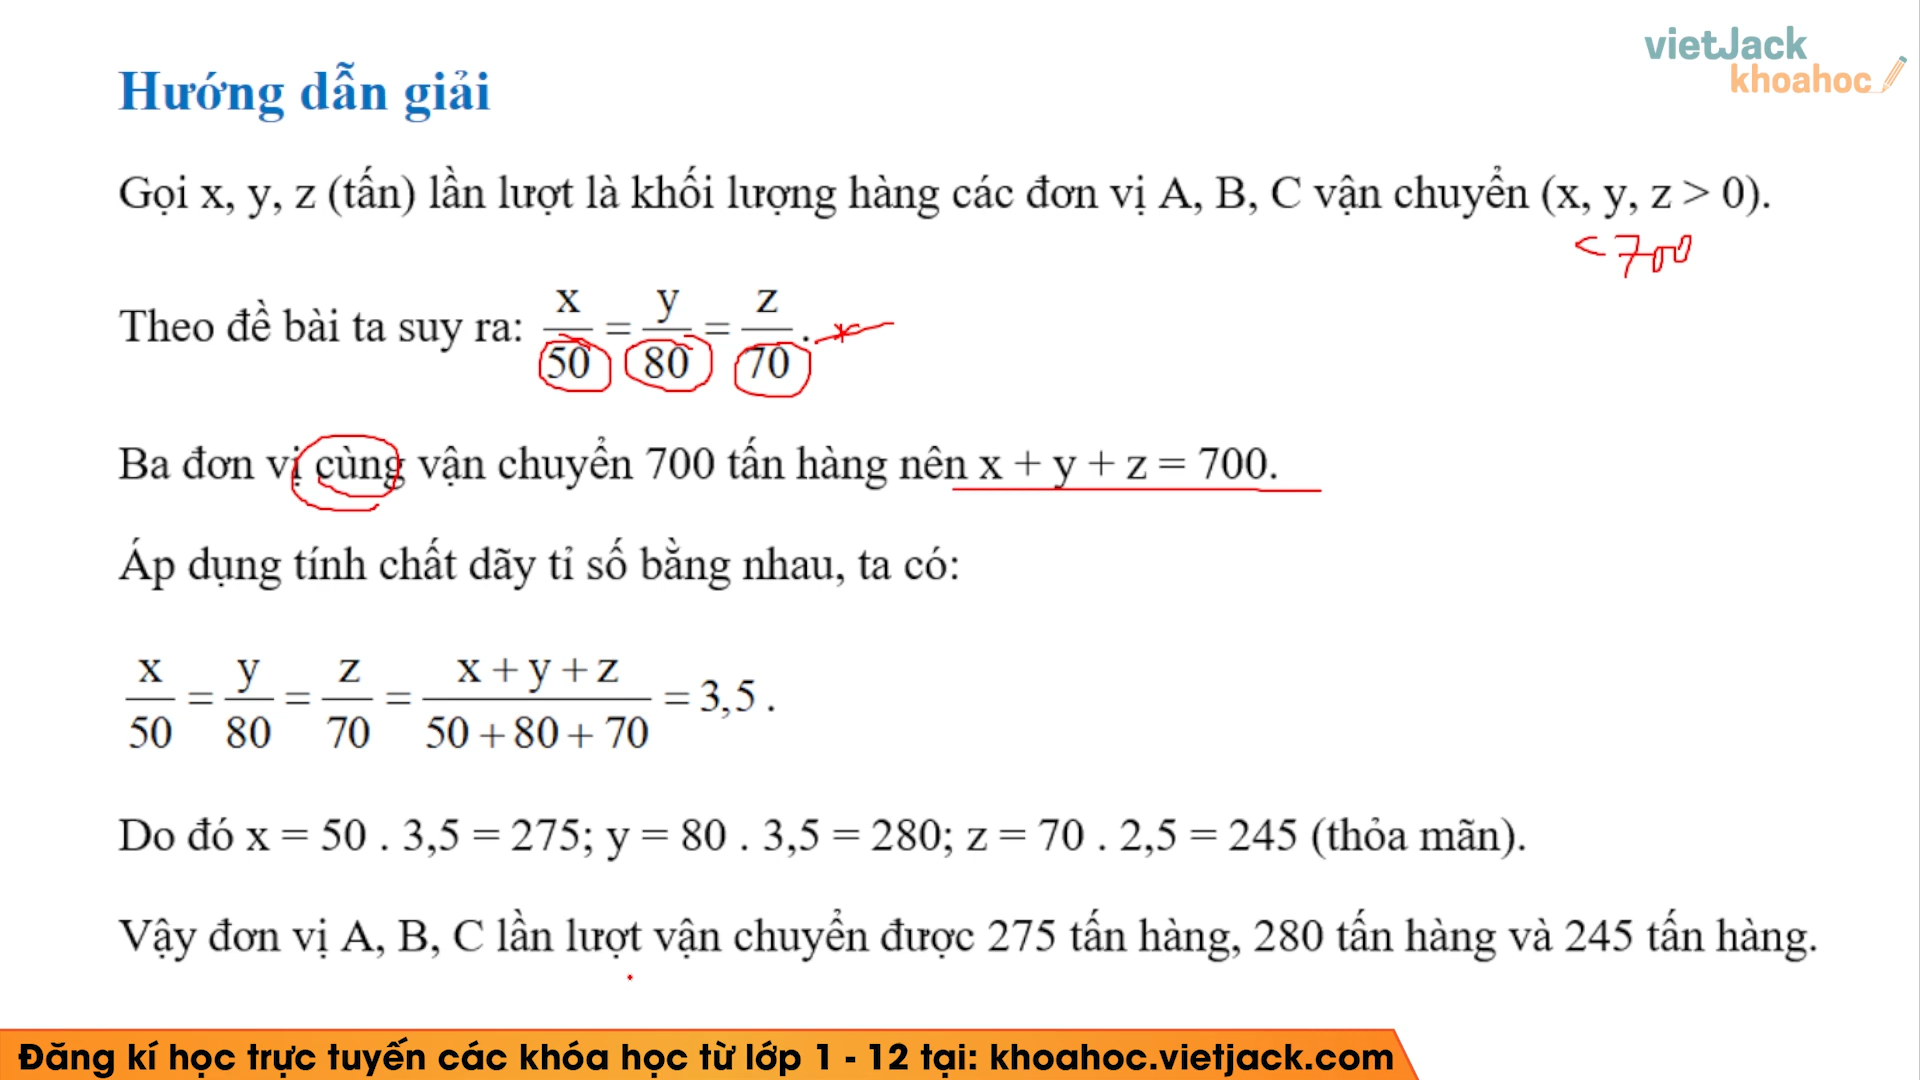 vietJack
khoahoc
Hướng dẫn giải
Gọi x, y, z (tấn) lần lượt là khối lượng hàng các đơn vị A, B, C vận chuyển (x, y, z > 0).
< 700
Theo đề bài ta suy ra: x/50 = y/80 = z/70 .
Ba đơn vị cùng vận chuyển 700 tấn hàng nên x + y + z = 700.
Áp dụng tính chất dãy tỉ số bằng nhau, ta có:
x/50 = y/80 = z/70 = (x + y + z)/(50 + 80 + 70) = 3,5 .
Do đó x = 50 . 3,5 = 275; y = 80 . 3,5 = 280; z = 70 . 2,5 = 245 (thỏa mãn).
Vậy đơn vị A, B, C lần lượt vận chuyển được 275 tấn hàng, 280 tấn hàng và 245 tấn hàng.
Đăng kí học trực tuyến các khóa học từ lớp 1 - 12 tại: khoahoc.vietjack.com